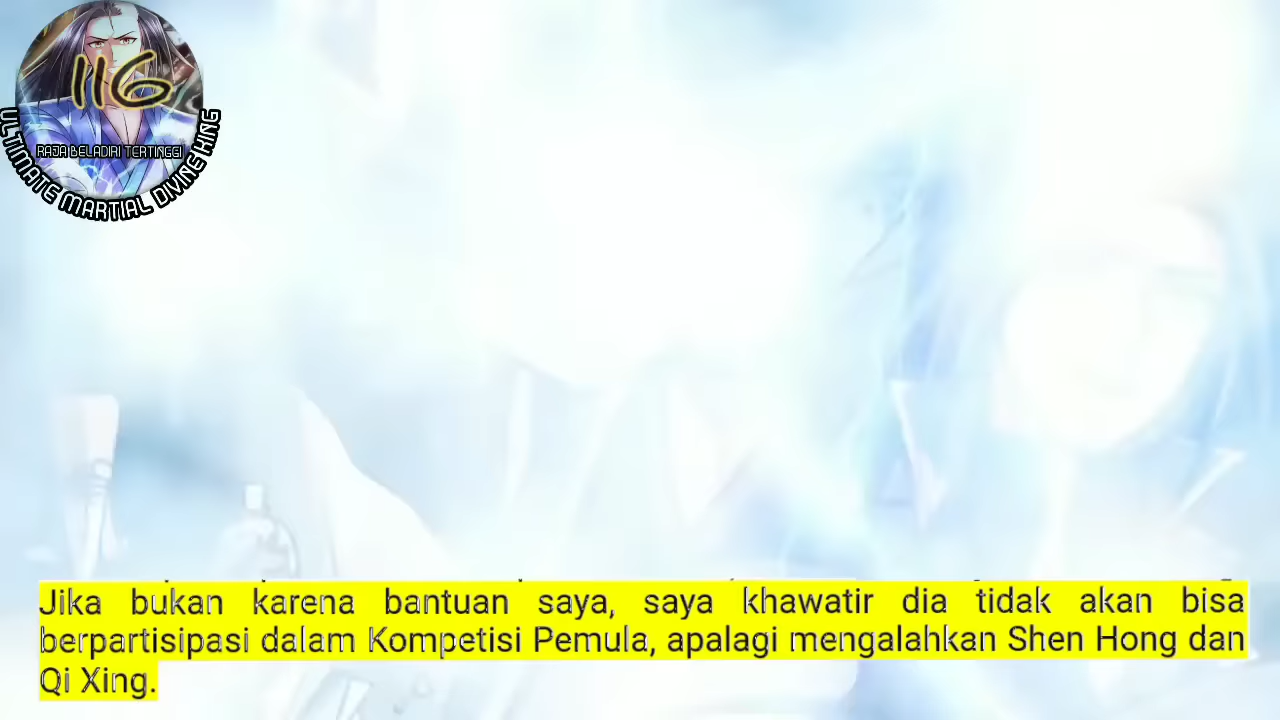 116
RAJA BELADIRI TERTINGGI
ULTIMATE MARTIAL DIVINE KING
Jika bukan karena bantuan saya, saya khawatir dia tidak akan bisa
berpartisipasi dalam Kompetisi Pemula, apalagi mengalahkan Shen Hong dan
Qi Xing.